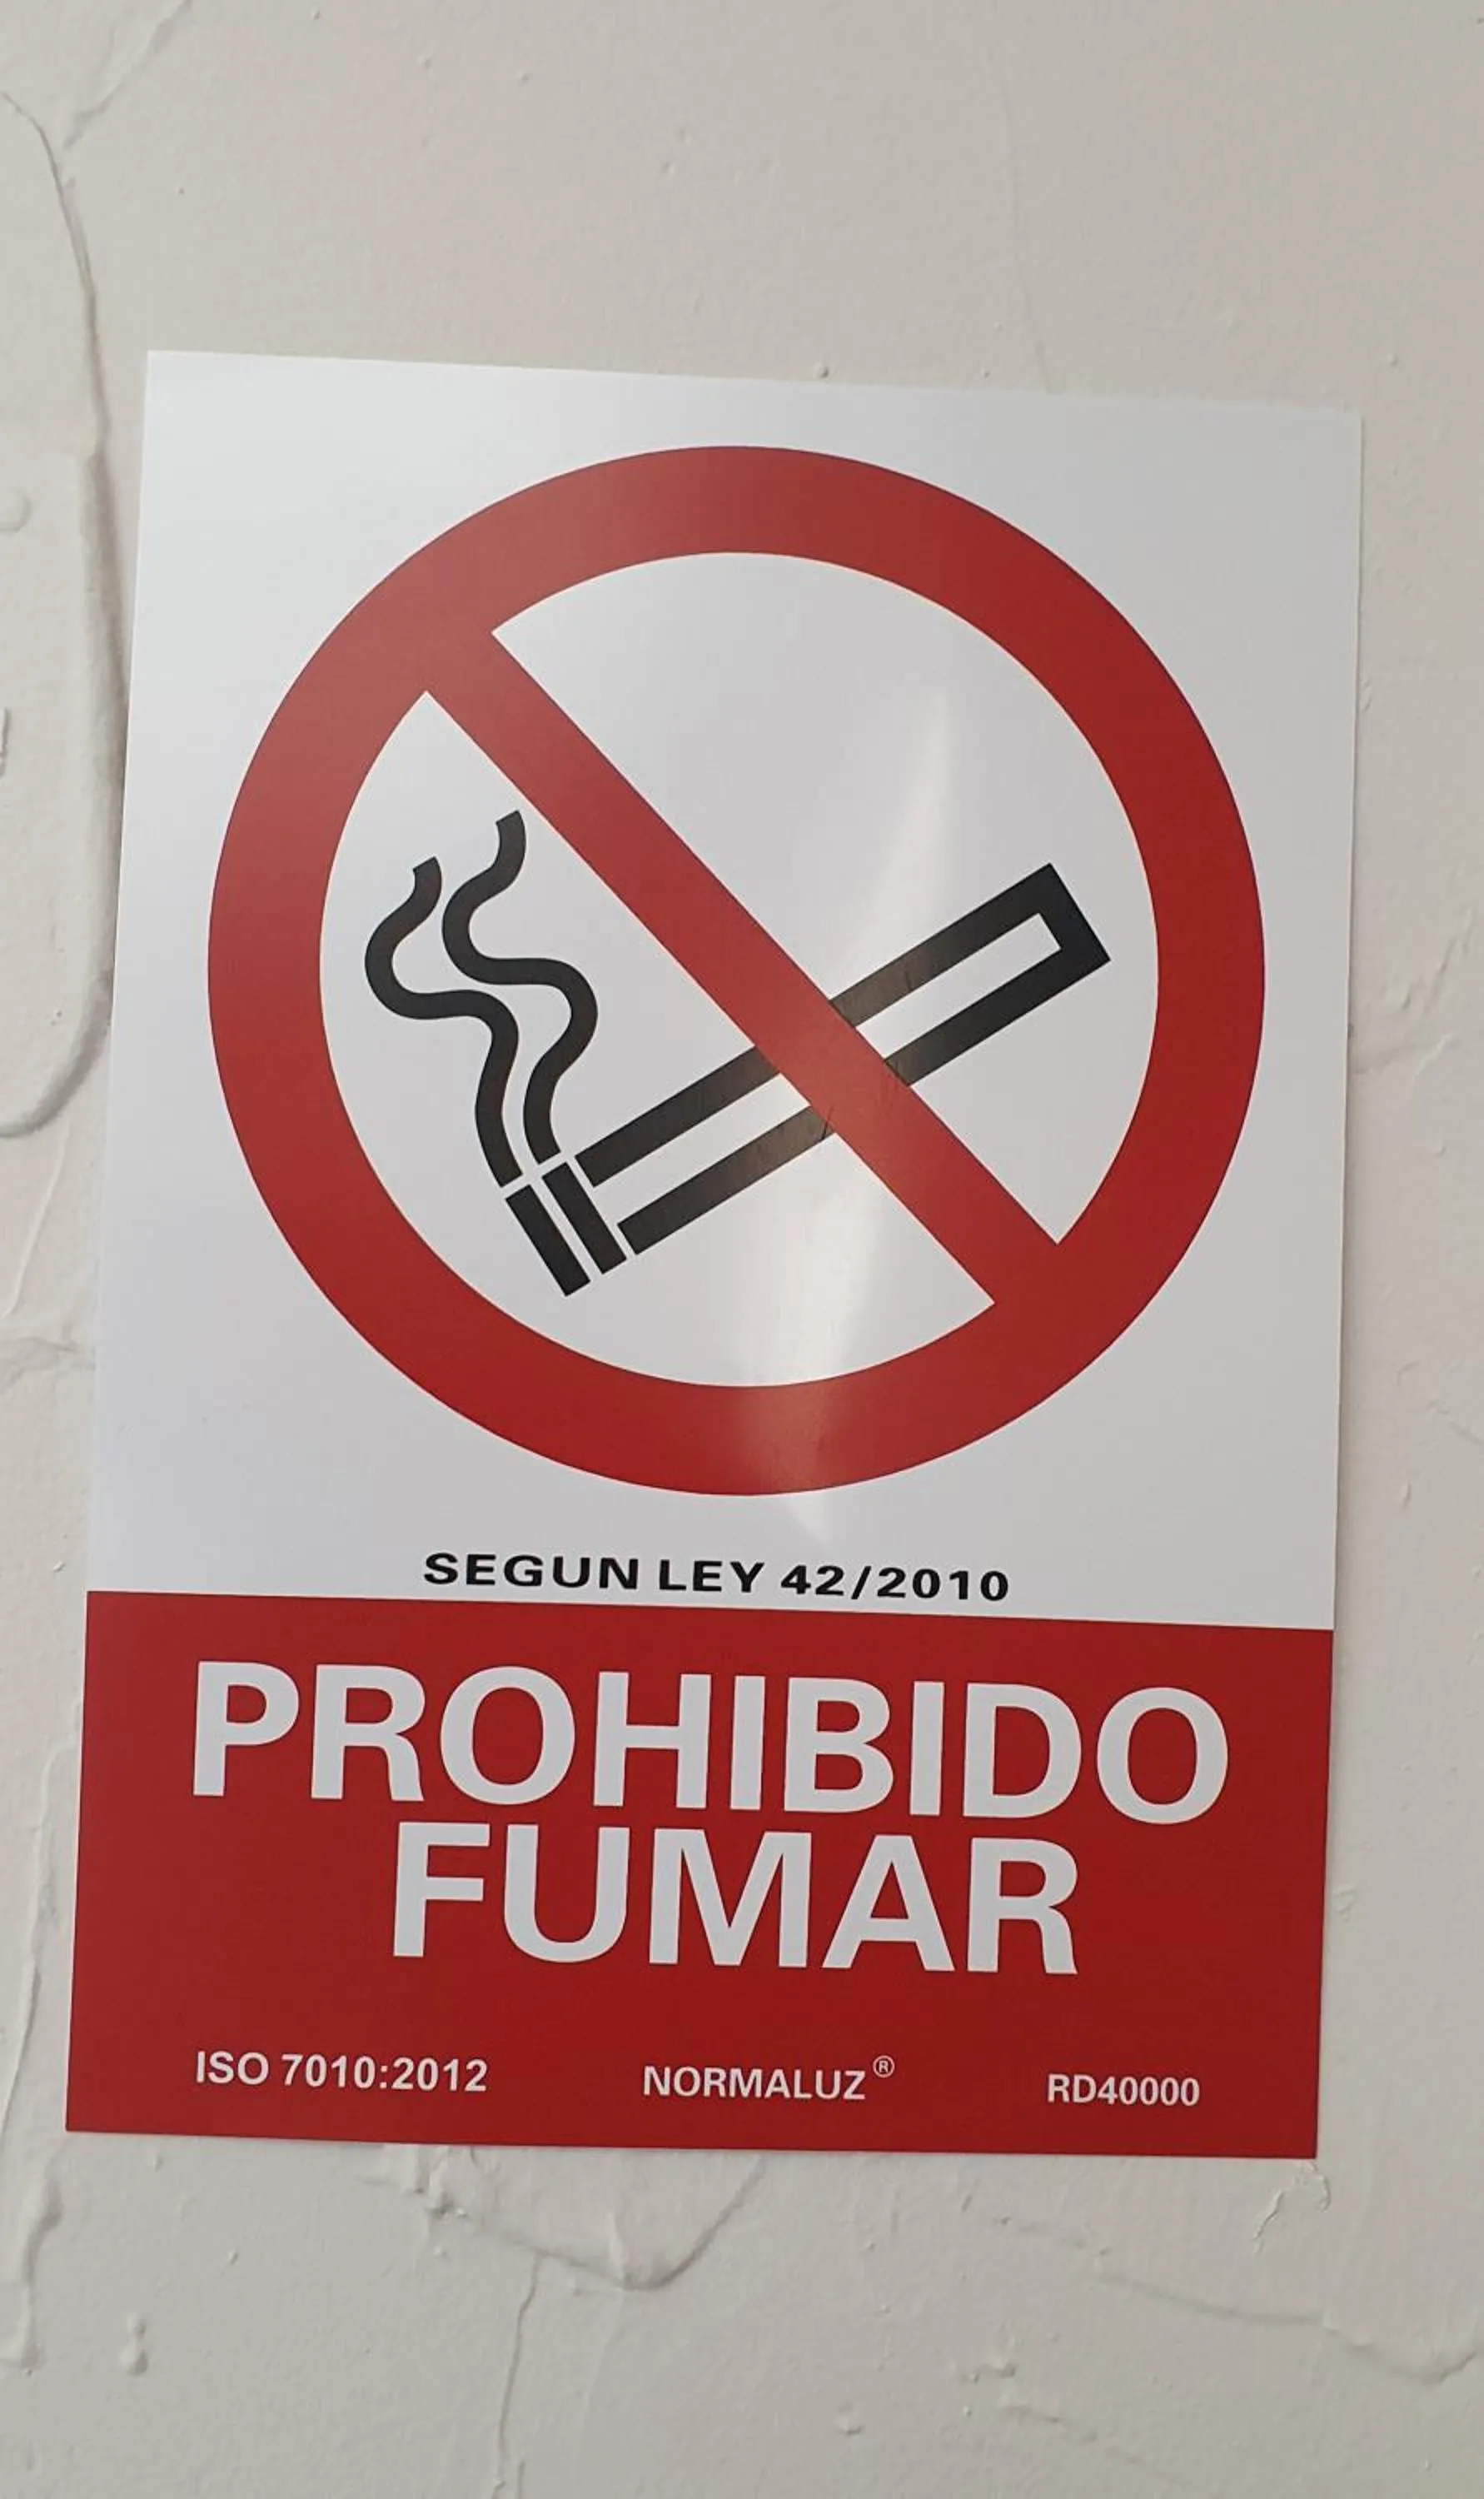 SEGUN LEY 42/2010
PROHIBIDO
FUMAR
ISO 7010:2012 NORMALUZ® RD40000